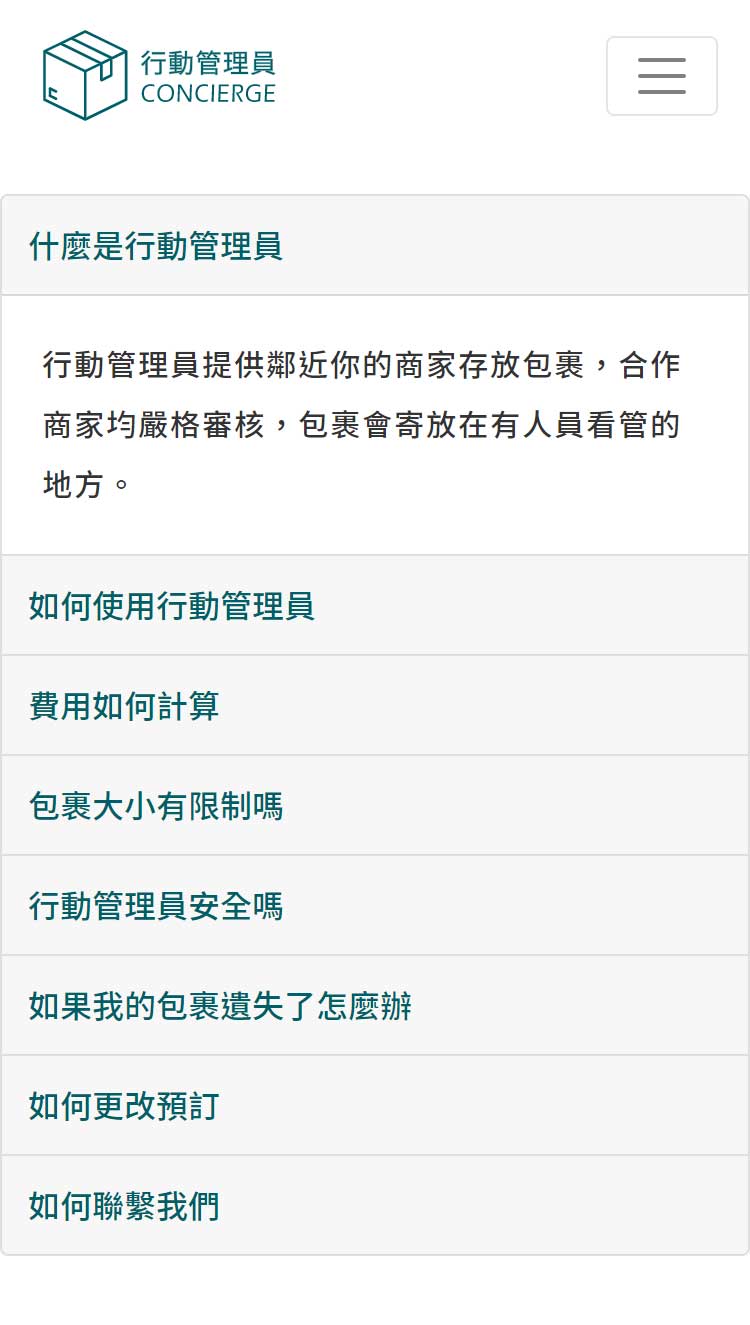 行動管理員
CONCIERGE
什麼是行動管理員
行動管理員提供鄰近你的商家存放包裹，合作
商家均嚴格審核，包裹會寄放在有人員看管的
地方。
如何使用行動管理員
費用如何計算
包裹大小有限制嗎
行動管理員安全嗎
如果我的包裹遺失了怎麼辦
如何更改預訂
如何聯繫我們